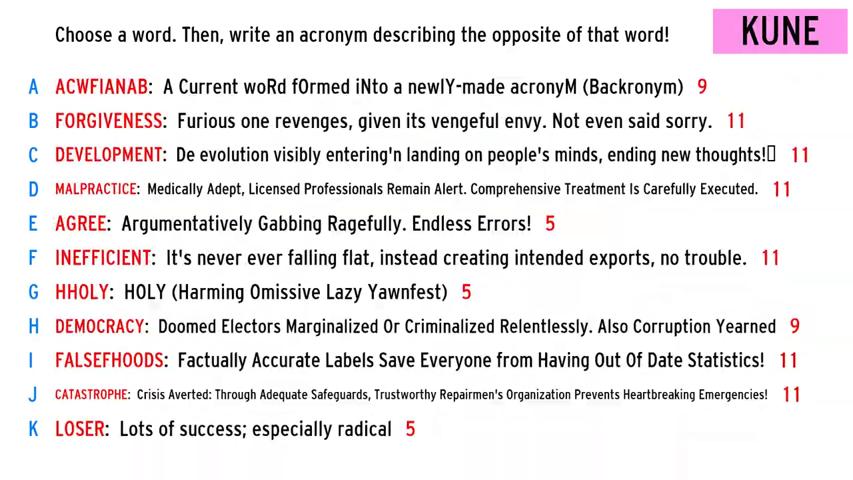 Choose a word. Then, write an acronym describing the opposite of that word!
KUNE
A ACWFIANAB: A Current woRd fOrmed iNto a newlY-made acronyM (Backronym) 9
B FORGIVENESS: Furious one revenges, given its vengeful envy. Not even said sorry. 11
C DEVELOPMENT: De evolution visibly entering'n landing on people's minds, ending new thoughts! 11
D MALPRACTICE: Medically Adept, Licensed Professionals Remain Alert. Comprehensive Treatment Is Carefully Executed. 11
E AGREE: Argumentatively Gabbing Ragefully. Endless Errors! 5
F INEFFICIENT: It's never ever falling flat, instead creating intended exports, no trouble. 11
G HHOLY: HOLY (Harming Omissive Lazy Yawnfest) 5
H DEMOCRACY: Doomed Electors Marginalized Or Criminalized Relentlessly. Also Corruption Yearned 9
I FALSEFHOODS: Factually Accurate Labels Save Everyone from Having Out Of Date Statistics! 11
J CATASTROPHE: Crisis Averted: Through Adequate Safeguards, Trustworthy Repairmen's Organization Prevents Heartbreaking Emergencies! 11
K LOSER: Lots of success; especially radical 5